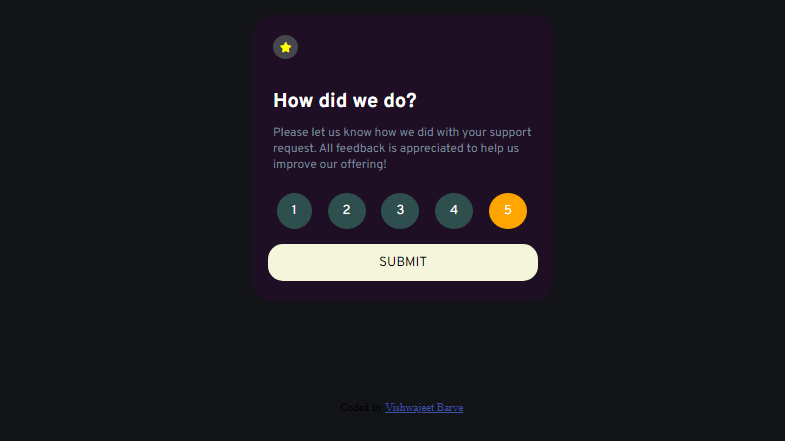 How did we do?
Please let us know how we did with your support
request. All feedback is appreciated to help us
improve our offering!
1 2 3 4 5
SUBMIT
Coded by Vishwajeet Barve